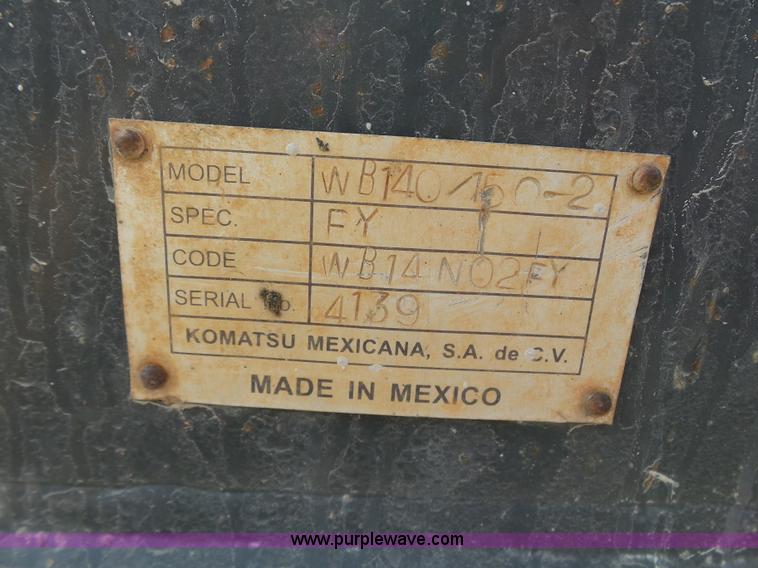 MODEL WB140/150-2
SPEC. FY
CODE WB14N02FY
SERIAL No. 4139
KOMATSU MEXICANA, S.A. de C.V.
MADE IN MEXICO
www.purplewave.com